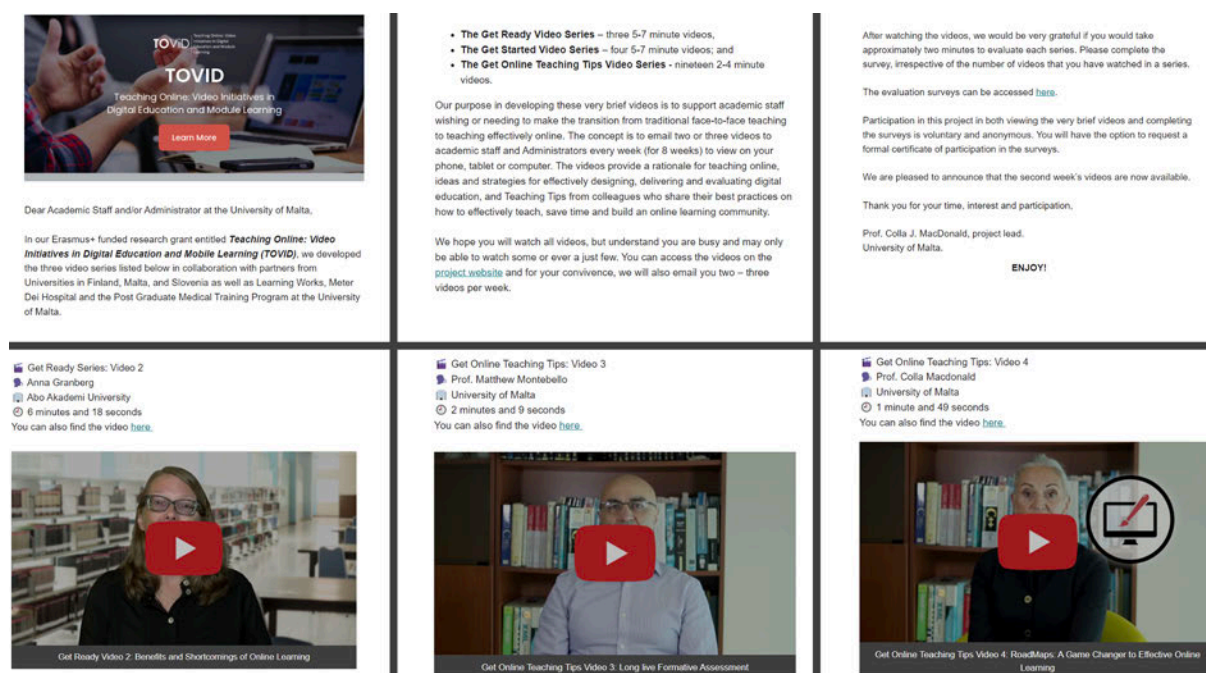 TOViD
Teaching Online: Video
Initiatives in Digital
Education and Module
Learning
TOVID
Teaching Online: Video Initiatives in
Digital Education and Module Learning
Learn More
Dear Academic Staff and/or Administrator at the University of Malta,
In our Erasmus+ funded research grant entitled Teaching Online: Video
Initiatives in Digital Education and Mobile Learning (TOVID), we developed
the three video series listed below in collaboration with partners from
Universities in Finland, Malta, and Slovenia as well as Learning Works, Meter
Dei Hospital and the Post Graduate Medical Training Program at the University
of Malta.
• The Get Ready Video Series – three 5-7 minute videos,
• The Get Started Video Series – four 5-7 minute videos; and
• The Get Online Teaching Tips Video Series - nineteen 2-4 minute
videos.
Our purpose in developing these very brief videos is to support academic staff
wishing or needing to make the transition from traditional face-to-face teaching
to teaching effectively online. The concept is to email two or three videos to
academic staff and Administrators every week (for 8 weeks) to view on your
phone, tablet or computer. The videos provide a rationale for teaching online,
ideas and strategies for effectively designing, delivering and evaluating digital
education, and Teaching Tips from colleagues who share their best practices on
how to effectively teach, save time and build an online learning community.
We hope you will watch all videos, but understand you are busy and may only
be able to watch some or ever a just few. You can access the videos on the
project website and for your convivence, we will also email you two – three
videos per week.
After watching the videos, we would be very grateful if you would take
approximately two minutes to evaluate each series. Please complete the
survey, irrespective of the number of videos that you have watched in a series.
The evaluation surveys can be accessed here.
Participation in this project in both viewing the very brief videos and completing
the surveys is voluntary and anonymous. You will have the option to request a
formal certificate of participation in the surveys.
We are pleased to announce that the second week's videos are now available.
Thank you for your time, interest and participation,
Prof. Colla J. MacDonald, project lead.
University of Malta.
ENJOY!
Get Ready Series: Video 2
Anna Granberg
Abo Akademi University
6 minutes and 18 seconds
You can also find the video here
Get Ready Video 2: Benefits and Shortcomings of Online Learning
Get Online Teaching Tips: Video 3
Prof. Matthew Montebello
University of Malta
2 minutes and 9 seconds
You can also find the video here
Get Online Teaching Tips Video 3: Long live Formative Assessment
Get Online Teaching Tips: Video 4
Prof. Colla Macdonald
University of Malta
1 minute and 49 seconds
You can also find the video here
Get Online Teaching Tips Video 4: RoadMaps: A Game Changer to Effective Online
Learning